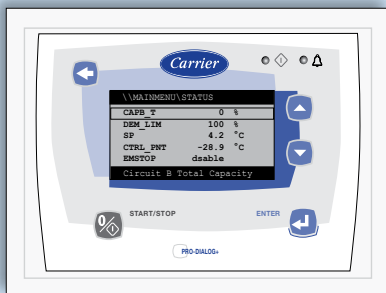 Carrier
\\MAINMENU\STATUS
CAPB_T 0 %
DEM_LIM 100 %
SP 4.2 °C
CTRL_PNT -28.9 °C
EMSTOP dsable
Circuit B Total Capacity
START/STOP
ENTER
PRO-DIALOG+